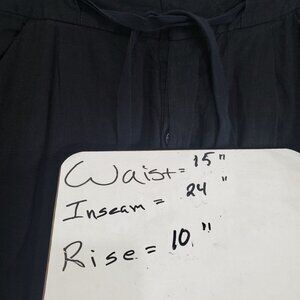 Waist= 15"
Inseam = 24"
Rise = 10"